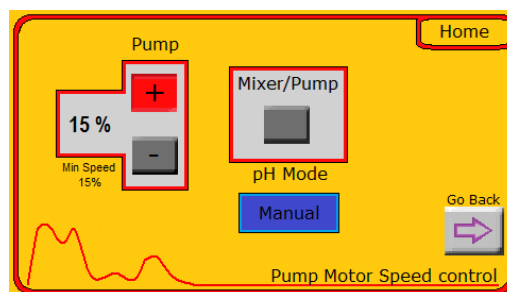 Home
Pump
+
15 %
-
Min Speed
15%
Mixer/Pump
pH Mode
Manual
Go Back
Pump Motor Speed control